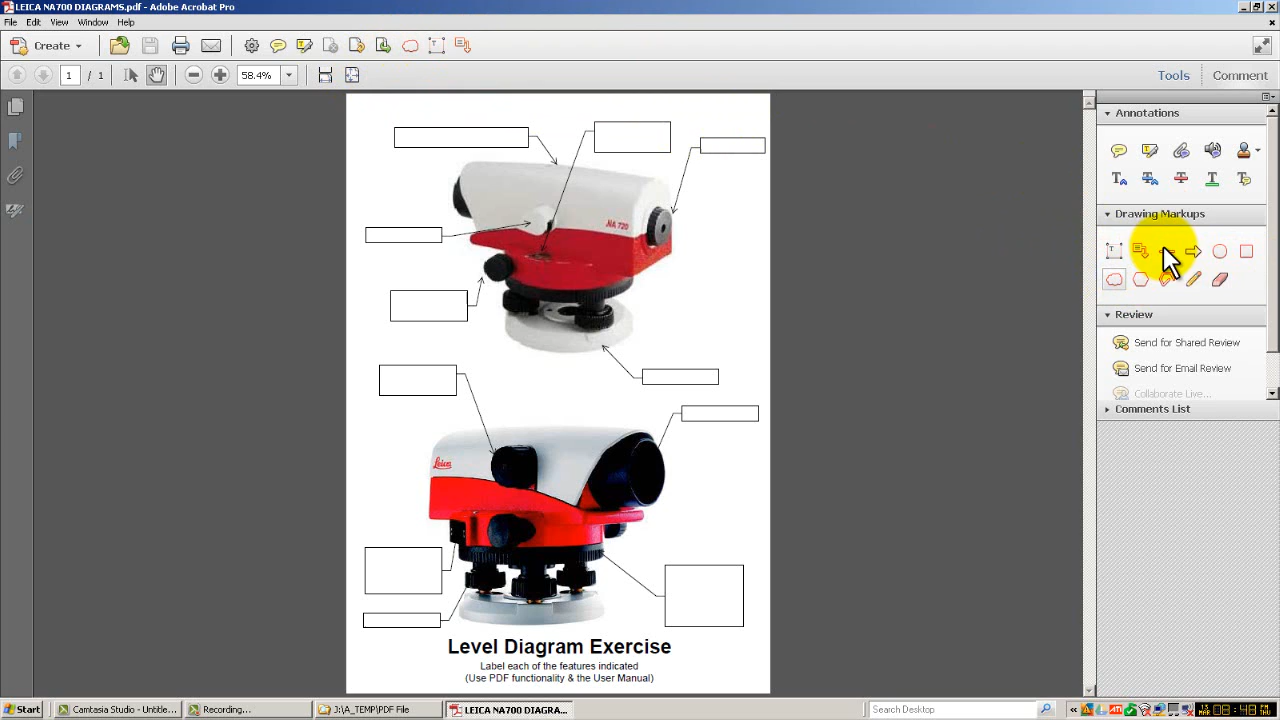 LEICA NA700 DIAGRAMS.pdf - Adobe Acrobat Pro
File Edit View Window Help
Create
1 / 1 58.4% Tools Comment
Annotations
Drawing Markups
Review
Send for Shared Review
Send for Email Review
Collaborate Live...
Comments List
NA 720
Leica
Level Diagram Exercise
Label each of the features indicated
(Use PDF functionality & the User Manual)
Start Camtasia Studio - Untitle... Recording... J:\A_TEMP\PDF File LEICA NA700 DIAGRA... Search Desktop